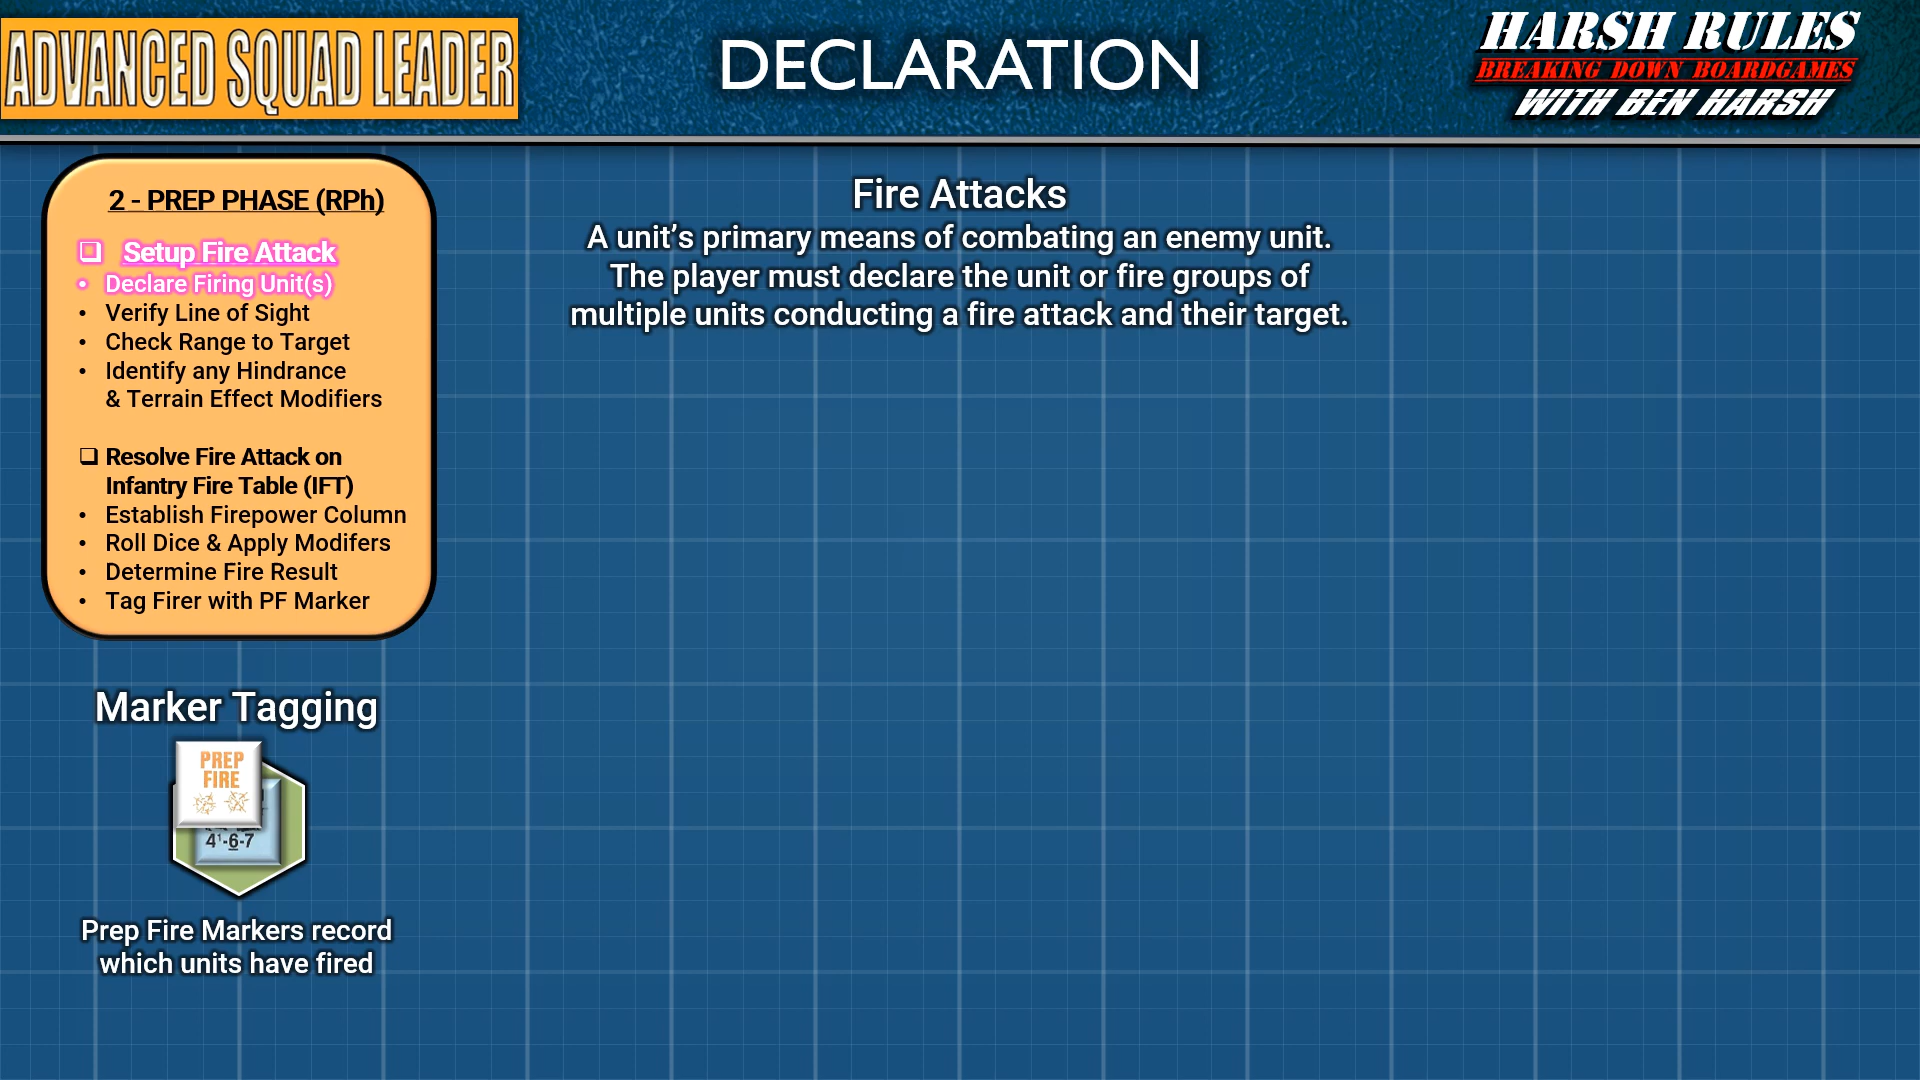 ADVANCED SQUAD LEADER
DECLARATION
HARSH RULES
BREAKING DOWN BOARDGAMES
WITH BEN HARSH
2 - PREP PHASE (RPh)
❑ Setup Fire Attack
• Declare Firing Unit(s)
• Verify Line of Sight
• Check Range to Target
• Identify any Hindrance
& Terrain Effect Modifiers
❑ Resolve Fire Attack on
Infantry Fire Table (IFT)
• Establish Firepower Column
• Roll Dice & Apply Modifers
• Determine Fire Result
• Tag Firer with PF Marker
Fire Attacks
A unit’s primary means of combating an enemy unit.
The player must declare the unit or fire groups of
multiple units conducting a fire attack and their target.
Marker Tagging
PREP
FIRE
4¹-6-7
Prep Fire Markers record
which units have fired